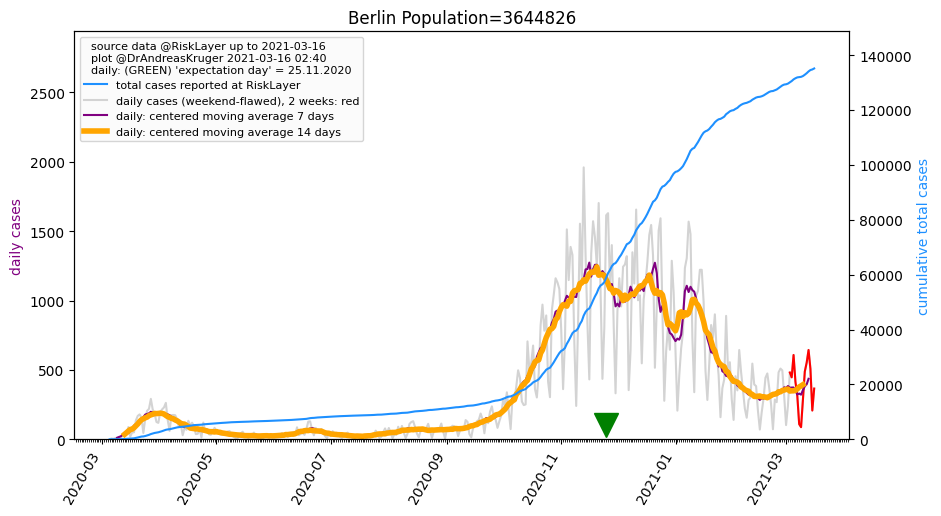 Berlin Population=3644826
source data @RiskLayer up to 2021-03-16
plot @DrAndreasKruger 2021-03-16 02:40
daily: (GREEN) 'expectation day' = 25.11.2020
total cases reported at RiskLayer
daily cases (weekend-flawed), 2 weeks: red
daily: centered moving average 7 days
daily: centered moving average 14 days
daily cases
2500
2000
1500
1000
500
0
140000
120000
100000
80000
60000
40000
20000
0
cumulative total cases
2020-03
2020-05
2020-07
2020-09
2020-11
2021-01
2021-03